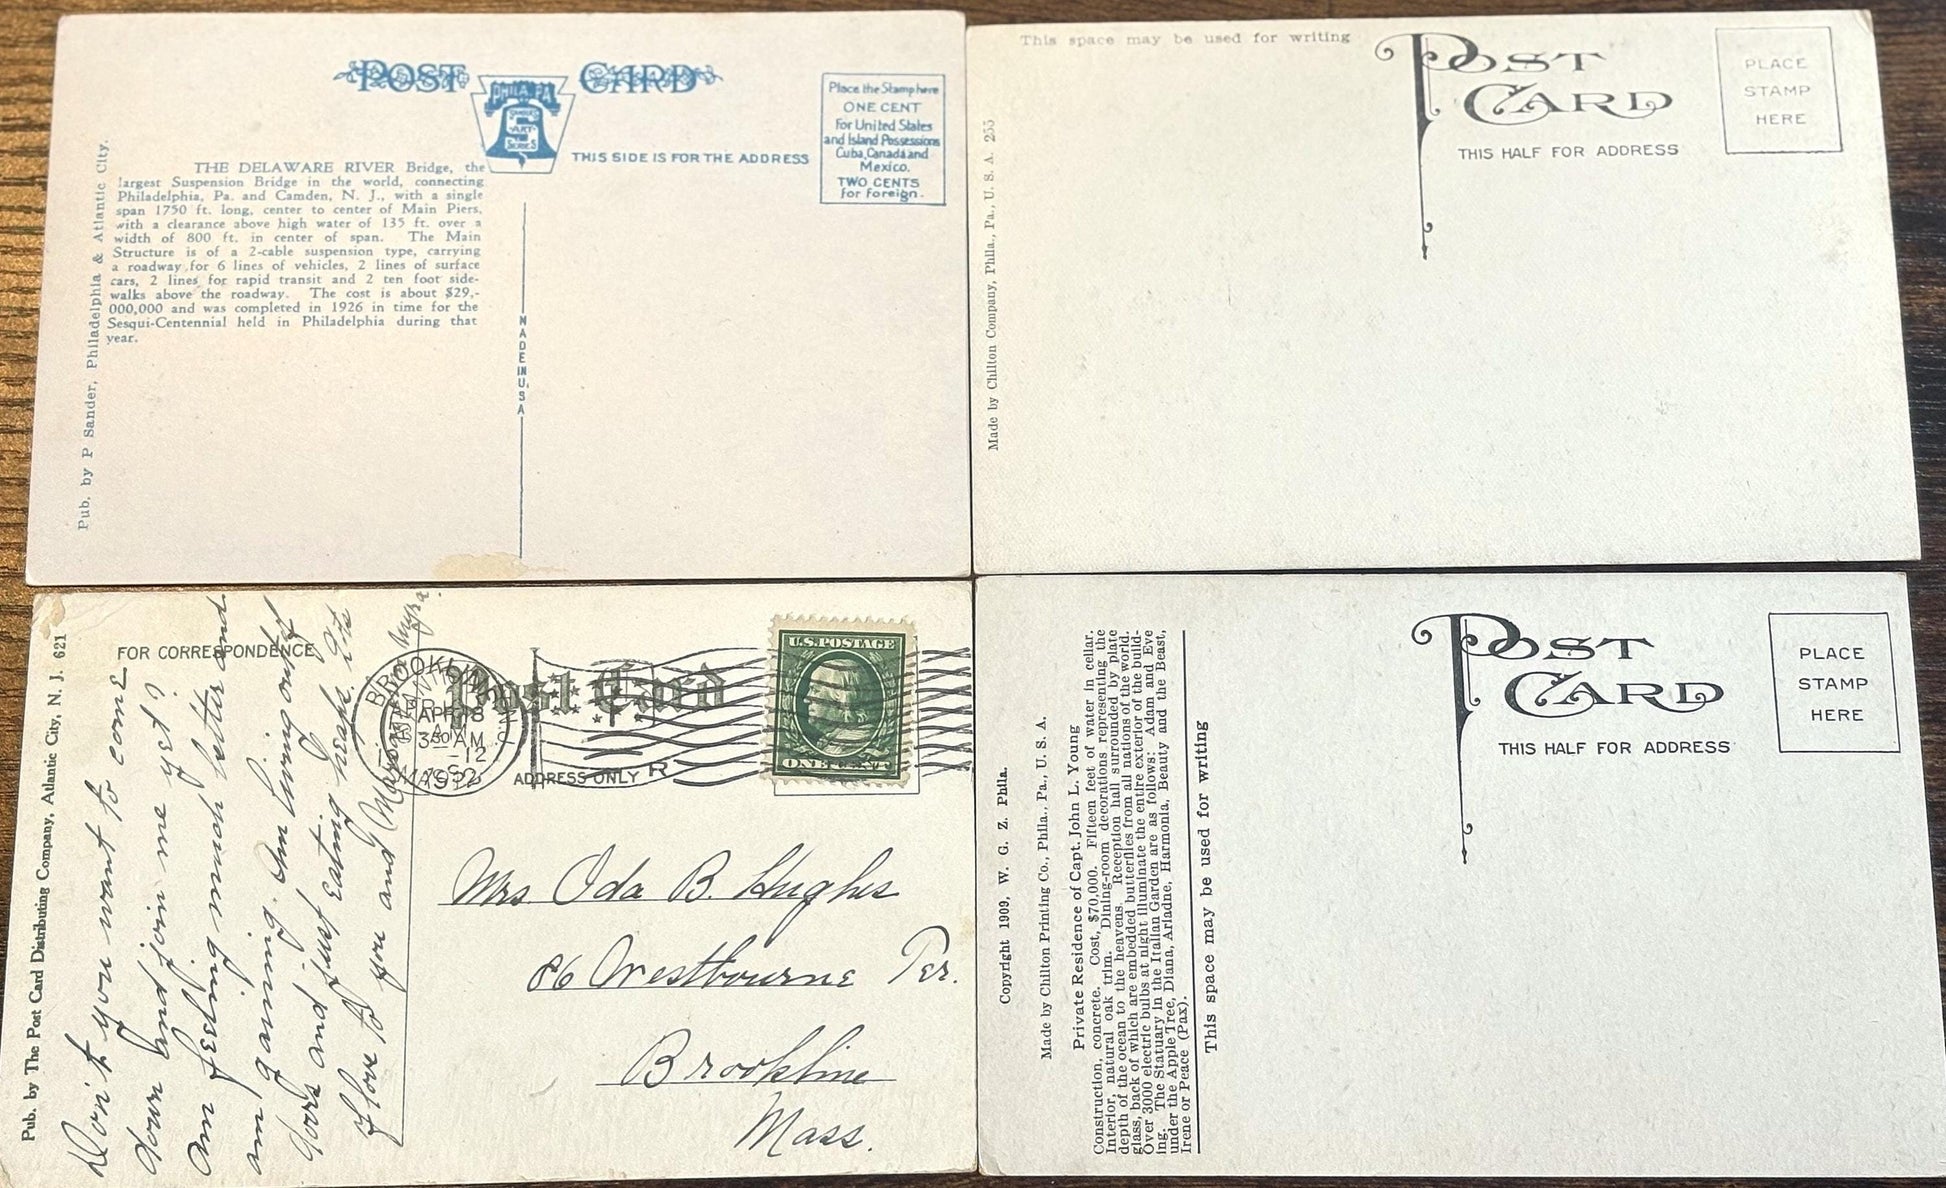 POST CARD
PHILA. PA
SANDER'S
"ART"
SERIES
THIS SIDE IS FOR THE ADDRESS
Place the Stamp here
ONE CENT
For United States
and Island Possessions
Cuba, Canada and
Mexico.
TWO CENTS
for Foreign.
THE DELAWARE RIVER Bridge, the
largest Suspension Bridge in the world, connecting
Philadelphia, Pa. and Camden, N. J., with a single
span 1750 ft. long, center to center of Main Piers,
with a clearance above high water of 135 ft. over a
width of 800 ft. in center of span. The Main
Structure is of a 2-cable suspension type, carrying
a roadway for 6 lines of vehicles, 2 lines of surface
cars, 2 lines for rapid transit and 2 ten foot side-
walks above the roadway. The cost is about $29,-
000,000 and was completed in 1926 in time for the
Sesqui-Centennial held in Philadelphia during that
year.
Pub. by P Sander, Philadelphia & Atlantic City.
MADE IN U.S.A
This space may be used for writing
POST
CARD
THIS HALF FOR ADDRESS
PLACE
STAMP
HERE
Made by Chilton Company, Phila., Pa., U. S. A. 255
Pub. by The Post Card Distributing Company, Atlantic City, N. J. 621
FOR CORRESPONDENCE
Post Card
ADDRESS ONLY
R
BROOKLINE
APR 8
3 30 AM
12
MASS
1912
U.S. POSTAGE
ONE CENT
Don't you want to come
down and join me yet?
Am feeling much better and
am gaining. Am living out of
doors and just eating heaps. Lots
of love to you and
Mrs Oda B. Hughes
86 Westbourne Ter.
Brookline
Mass.
POST
CARD
THIS HALF FOR ADDRESS
PLACE
STAMP
HERE
Copyright 1909, W. G. Z. Phila.
Made by Chilton Printing Co., Phila., Pa., U. S. A.
Private Residence of Capt. John L. Young
Construction, concrete. Cost, $70,000. Fifteen feet of water in cellar.
Interior, natural oak trim. Dining-room decorations representing the
depth of the ocean to the heavens. Reception hall surrounded by plate
glass, back of which are embedded butterflies from all nations of the world.
Over 3000 electric bulbs at night illuminate the entire exterior of the build-
ing. The Statuary in the Italian Garden are as follows: Adam and Eve
under the Apple Tree, Diana, Ariadne, Harmonia, Beauty and the Beast,
Irene or Peace (Pax).
This space may be used for writing